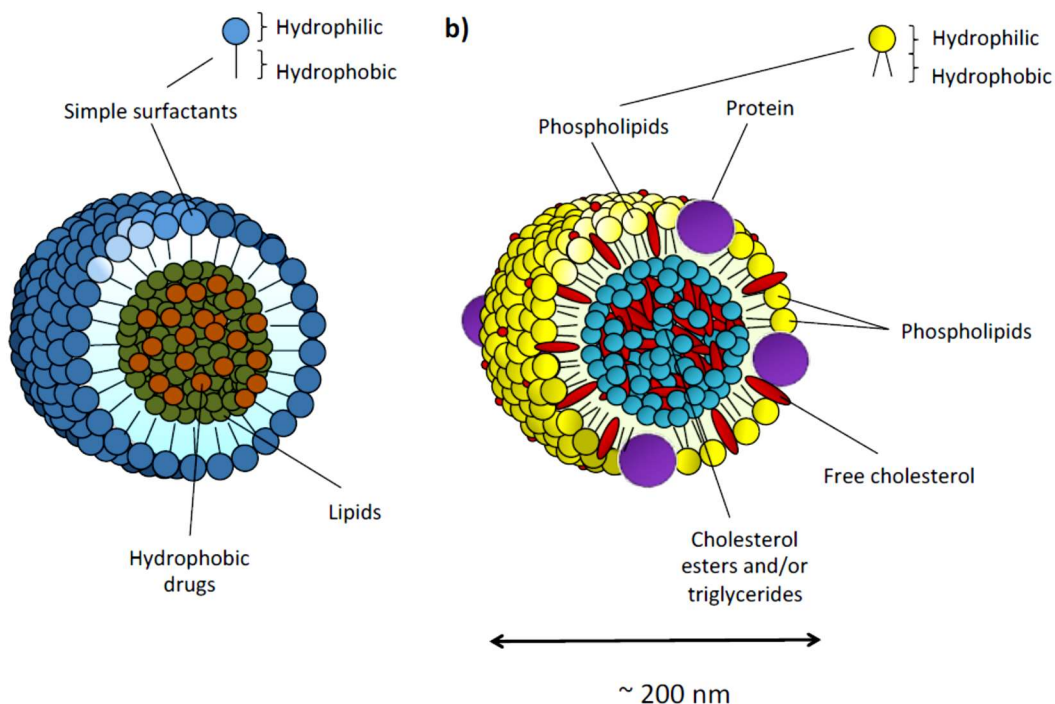 Hydrophilic
Hydrophobic
Simple surfactants
Lipids
Hydrophobic
drugs
b)
Hydrophilic
Hydrophobic
Phospholipids
Protein
Phospholipids
Free cholesterol
Cholesterol
esters and/or
triglycerides
~ 200 nm